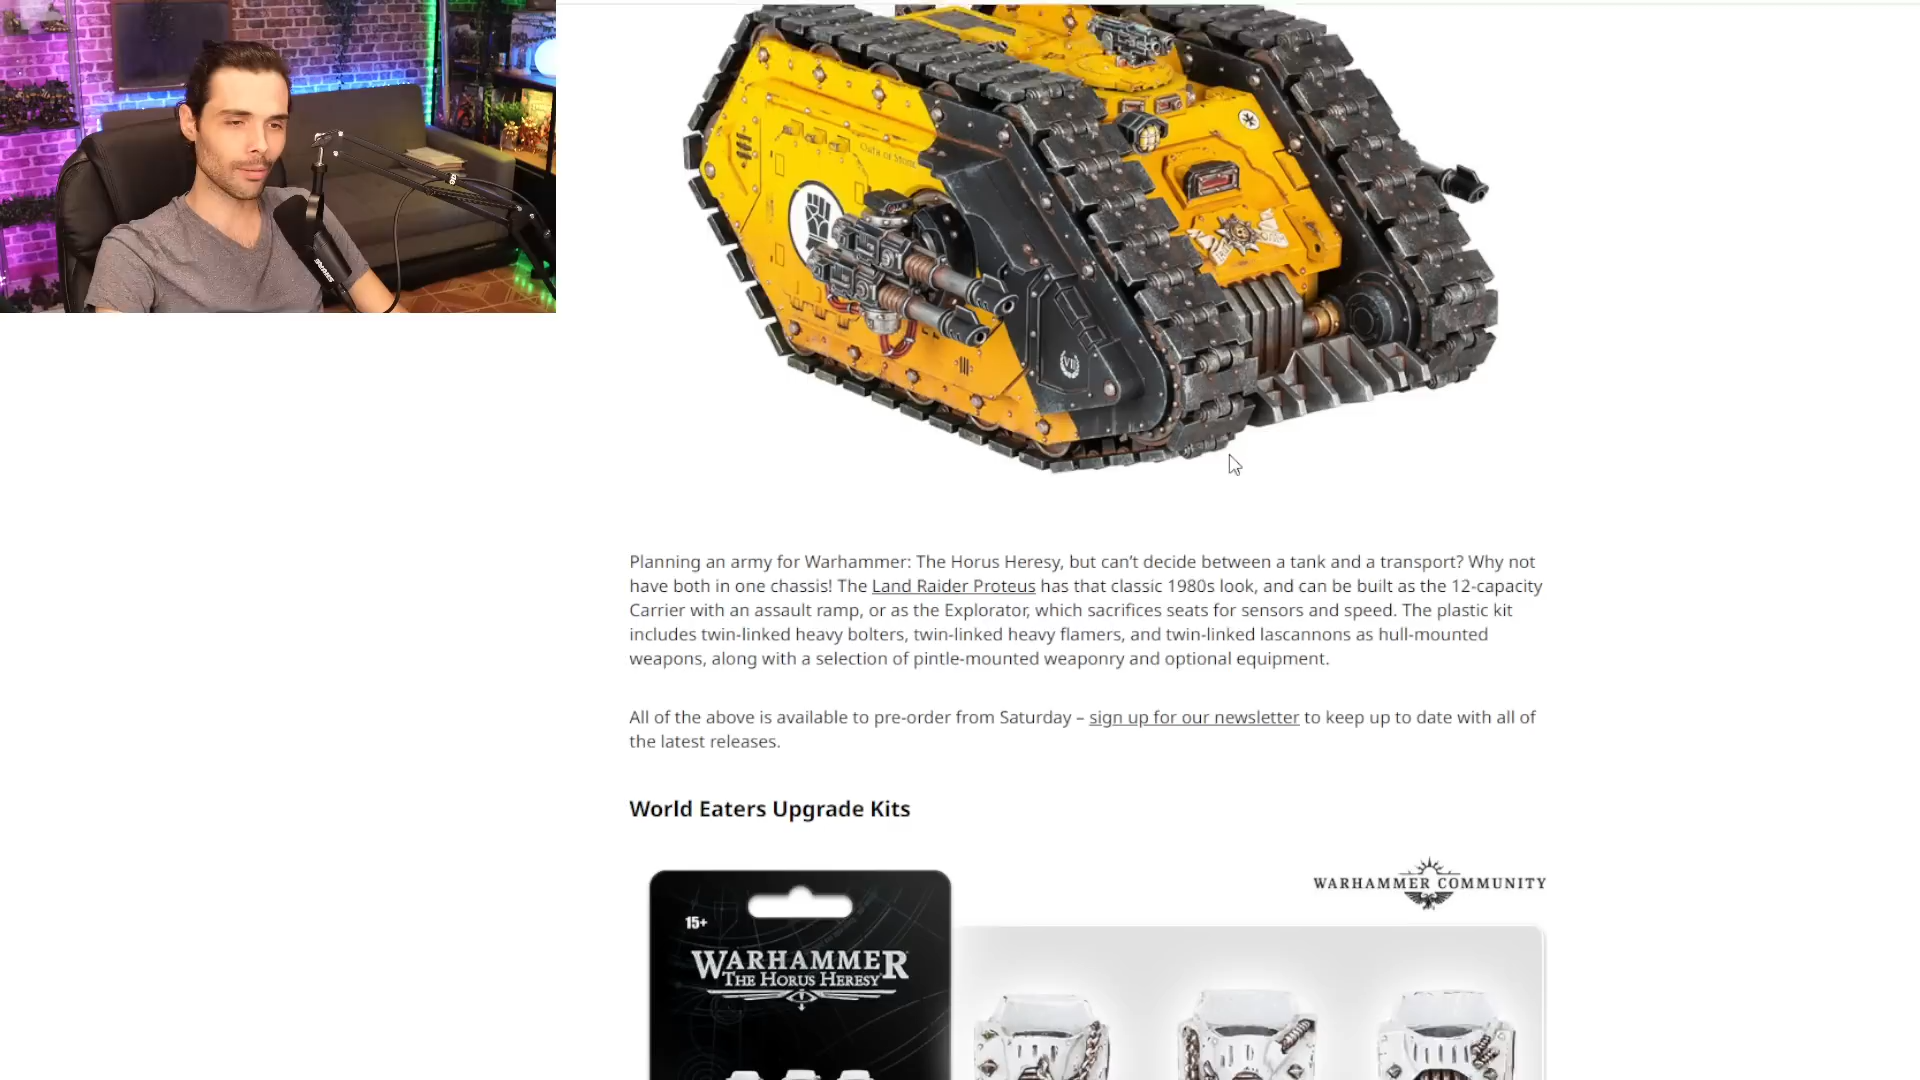 Oath of Stone
VII
Planning an army for Warhammer: The Horus Heresy, but can’t decide between a tank and a transport? Why not
have both in one chassis! The Land Raider Proteus has that classic 1980s look, and can be built as the 12-capacity
Carrier with an assault ramp, or as the Explorator, which sacrifices seats for sensors and speed. The plastic kit
includes twin-linked heavy bolters, twin-linked heavy flamers, and twin-linked lascannons as hull-mounted
weapons, along with a selection of pintle-mounted weaponry and optional equipment.
All of the above is available to pre-order from Saturday – sign up for our newsletter to keep up to date with all of
the latest releases.
World Eaters Upgrade Kits
WARHAMMER COMMUNITY
15+
WARHAMMER
THE HORUS HERESY